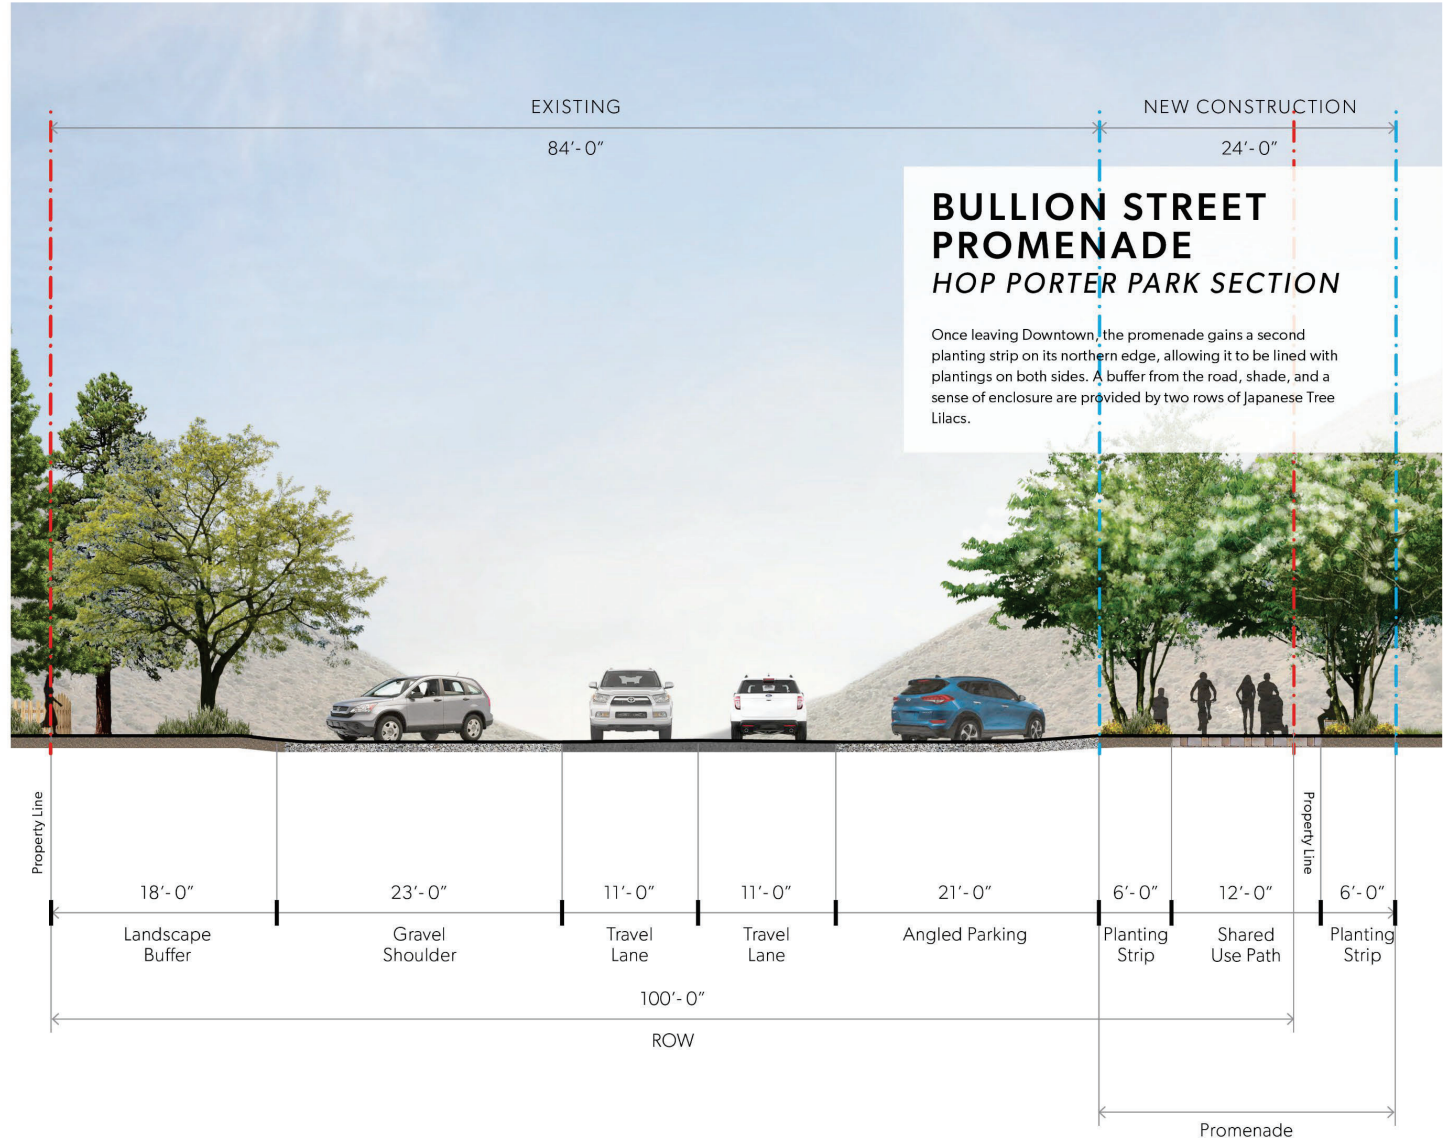 EXISTING
NEW CONSTRUCTION
84'-0"
24'-0"
BULLION STREET
PROMENADE
HOP PORTER PARK SECTION
Once leaving Downtown, the promenade gains a second
planting strip on its northern edge, allowing it to be lined with
plantings on both sides. A buffer from the road, shade, and a
sense of enclosure are provided by two rows of Japanese Tree
Lilacs.
Property Line
Property Line
18'-0"
23'-0"
11'-0"
11'-0"
21'-0"
6'-0"
12'-0"
6'-0"
Landscape
Buffer
Gravel
Shoulder
Travel
Lane
Travel
Lane
Angled Parking
Planting
Strip
Shared
Use Path
Planting
Strip
100'-0"
ROW
Promenade